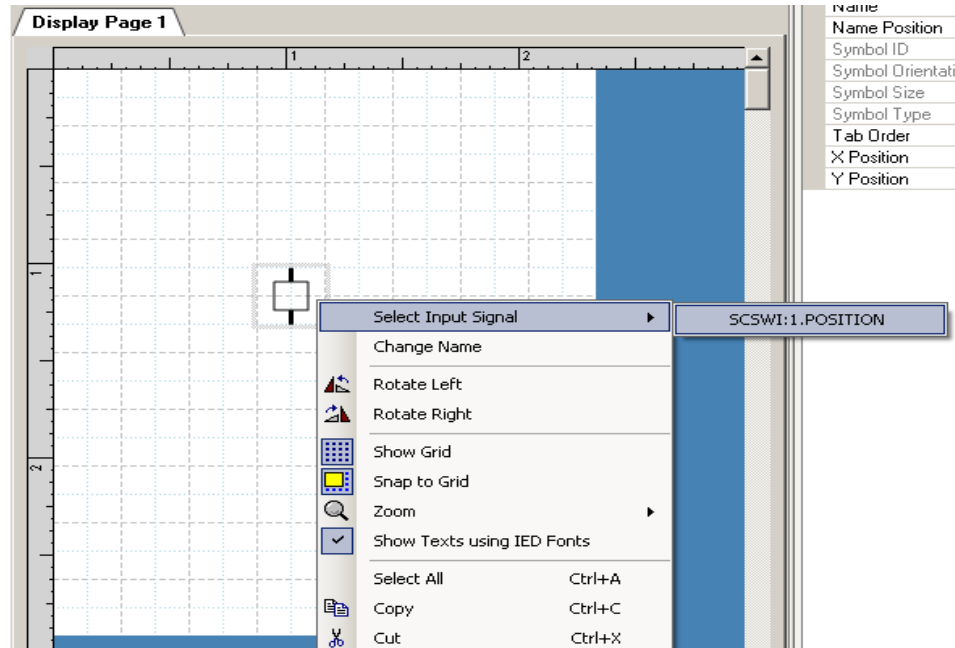 Display Page 1
1
2
1
2
Select Input Signal
SCSWI:1.POSITION
Change Name
Rotate Left
Rotate Right
Show Grid
Snap to Grid
Zoom
Show Texts using IED Fonts
Select All Ctrl+A
Copy Ctrl+C
Cut Ctrl+X
Name
Name Position
Symbol ID
Symbol Orientati
Symbol Size
Symbol Type
Tab Order
X Position
Y Position